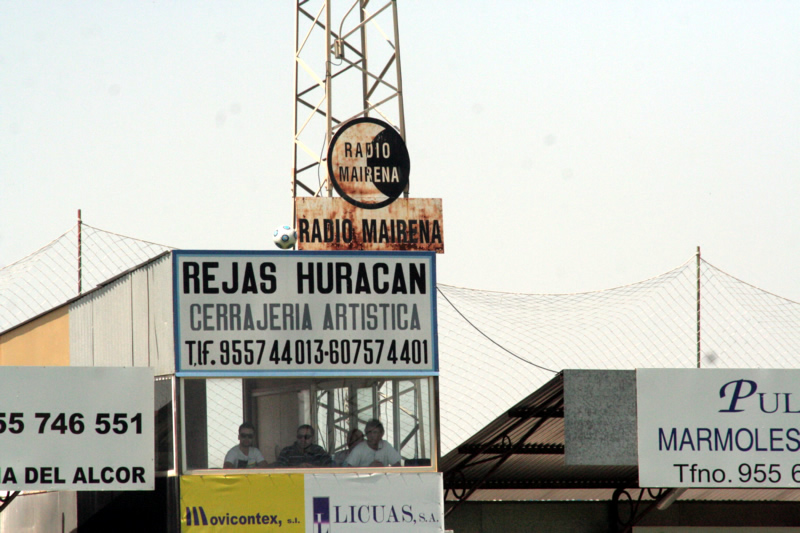 RADIO
MAIRENA
RADIO MAIRENA
REJAS HURACAN
CERRAJERIA ARTISTICA
T.lf. 955744013-607574401
55 746 551
DEL ALCOR
Movicontex, s.l.
LICUAS, S.A.
MARMOLES
Tfno. 955 6